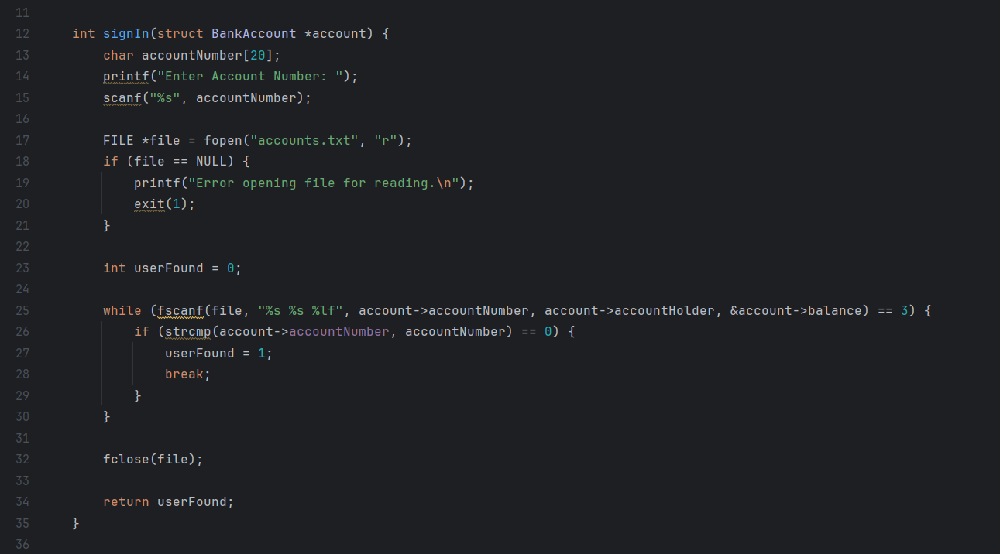 11
12 int signIn(struct BankAccount *account) {
13     char accountNumber[20];
14     printf("Enter Account Number: ");
15     scanf("%s", accountNumber);
16
17     FILE *file = fopen("accounts.txt", "r");
18     if (file == NULL) {
19         printf("Error opening file for reading.\n");
20         exit(1);
21     }
22
23     int userFound = 0;
24
25     while (fscanf(file, "%s %s %lf", account->accountNumber, account->accountHolder, &account->balance) == 3) {
26         if (strcmp(account->accountNumber, accountNumber) == 0) {
27             userFound = 1;
28             break;
29         }
30     }
31
32     fclose(file);
33
34     return userFound;
35 }
36